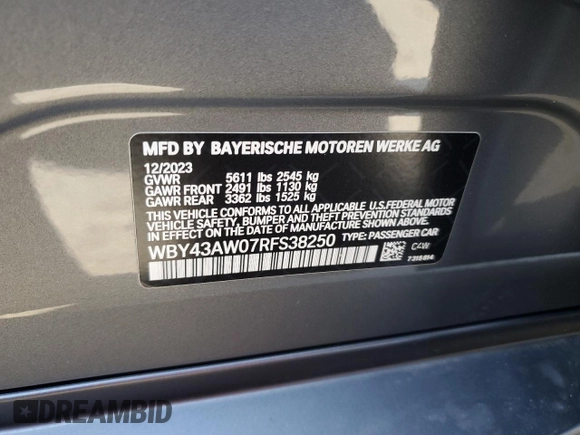 MFD BY BAYERISCHE MOTOREN WERKE AG
12/2023
GVWR 5611 lbs 2545 kg
GAWR FRONT 2491 lbs 1130 kg
GAWR REAR 3362 lbs 1525 kg
THIS VEHICLE CONFORMS TO ALL APPLICABLE U.S.FEDERAL MOTOR
VEHICLE SAFETY, BUMPER AND THEFT PREVENTION STANDARDS
IN EFFECT ON THE DATE OF MANUFACTURE SHOWN ABOVE.
WBY43AW07RFS38250 TYPE: PASSENGER CAR
C4W
7318494
DREAMBID